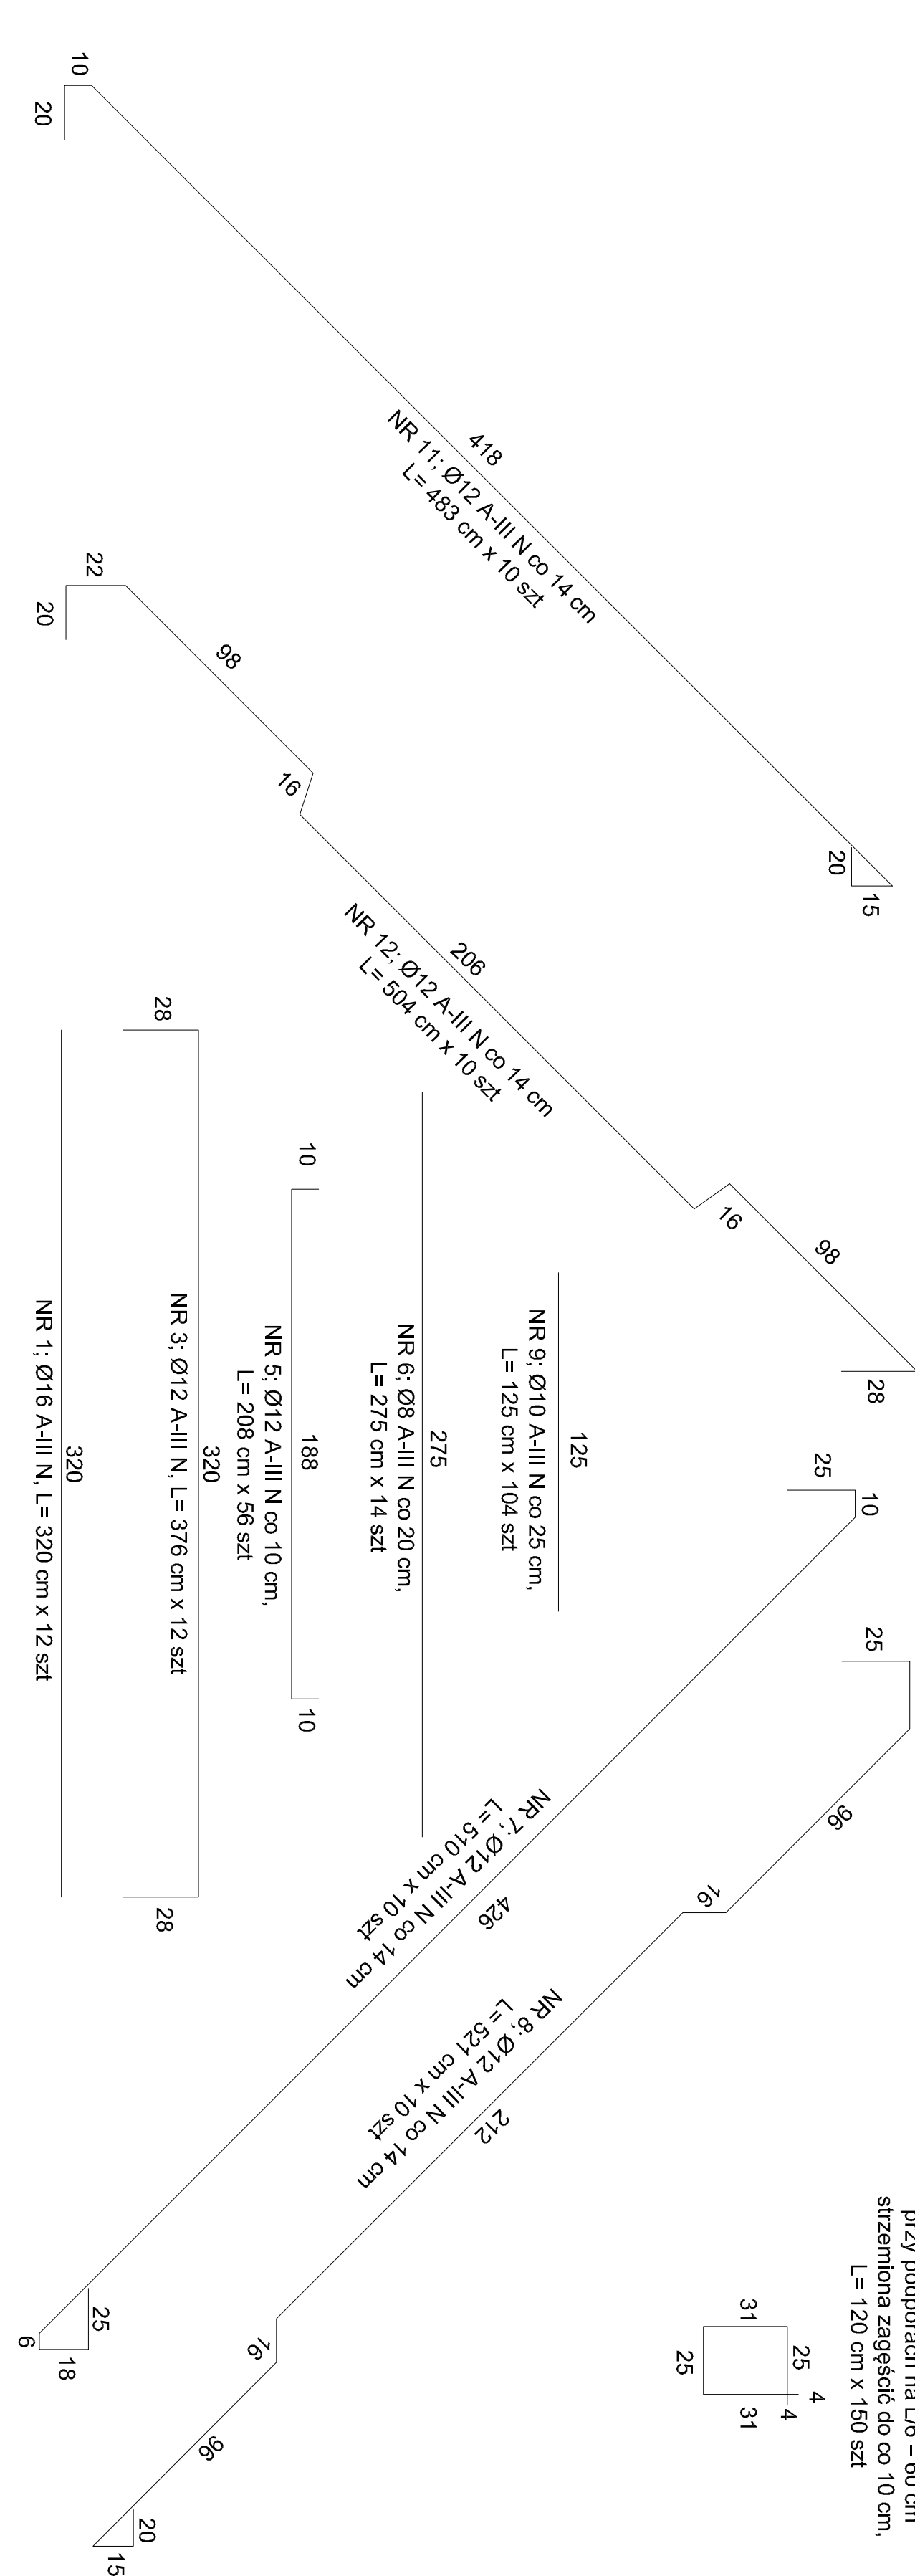 10
20
418
NR 11; Ø12 A-III N co 14 cm
L= 483 cm x 10 szt
20
15
22
20
98
16
206
NR 12; Ø12 A-III N co 14 cm
L= 504 cm x 10 szt
16
98
28
125
NR 9; Ø10 A-III N co 25 cm,
L= 125 cm x 104 szt
275
NR 6; Ø8 A-III N co 20 cm,
L= 275 cm x 14 szt
10
188
10
NR 5; Ø12 A-III N co 10 cm,
L= 208 cm x 56 szt
28
320
28
NR 3; Ø12 A-III N, L= 376 cm x 12 szt
320
NR 1; Ø16 A-III N, L= 320 cm x 12 szt
25
10
NR 7; Ø12 A-III N co 14 cm
L= 510 cm x 10 szt
426
25
18
6
25
96
16
NR 8; Ø12 A-III N co 14 cm
L= 521 cm x 10 szt
212
16
96
20
15
przy podporach na L/6 – 60 cm
strzemiona zagęścić do co 10 cm,
L= 120 cm x 150 szt
31
25
25
31
4
4